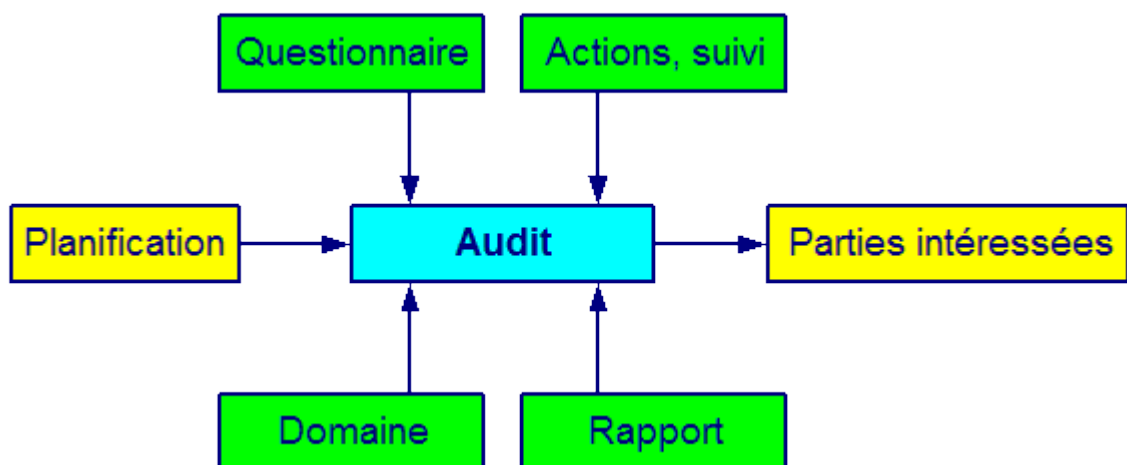 Questionnaire
Actions, suivi
Planification
Audit
Parties intéressées
Domaine
Rapport